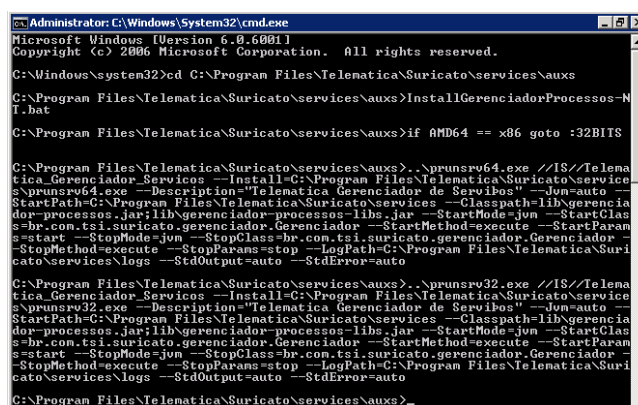 Administrator: C:\Windows\System32\cmd.exe
Microsoft Windows [Version 6.0.6001]
Copyright (c) 2006 Microsoft Corporation.  All rights reserved.
C:\Windows\system32>cd C:\Program Files\Telematica\Suricato\services\auxs
C:\Program Files\Telematica\Suricato\services\auxs>InstallGerenciadorProcessos-N
T.bat
C:\Program Files\Telematica\Suricato\services\auxs>if AMD64 == x86 goto :32BITS
C:\Program Files\Telematica\Suricato\services\auxs>..\prunsrv64.exe //IS//Telema
tica_Gerenciador_Servicos --Install=C:\Program Files\Telematica\Suricato\service
s\prunsrv64.exe --Description="Telematica Gerenciador de Servibos" --Jvm=auto --
StartPath=C:\Program Files\Telematica\Suricato\services --Classpath=lib\gerencia
dor-processos.jar;lib\gerenciador-processos-libs.jar --StartMode=jvm --StartClas
s=br.com.tsi.suricato.gerenciador.Gerenciador --StartMethod=execute --StartParam
s=start --StopMode=jvm --StopClass=br.com.tsi.suricato.gerenciador.Gerenciador -
-StopMethod=execute --StopParams=stop --LogPath=C:\Program Files\Telematica\Suri
cato\services\logs --StdOutput=auto --StdError=auto
C:\Program Files\Telematica\Suricato\services\auxs>..\prunsrv32.exe //IS//Telema
tica_Gerenciador_Servicos --Install=C:\Program Files\Telematica\Suricato\service
s\prunsrv32.exe --Description="Telematica Gerenciador de Servibos" --Jvm=auto --
StartPath=C:\Program Files\Telematica\Suricato\services --Classpath=lib\gerencia
dor-processos.jar;lib\gerenciador-processos-libs.jar --StartMode=jvm --StartClas
s=br.com.tsi.suricato.gerenciador.Gerenciador --StartMethod=execute --StartParam
s=start --StopMode=jvm --StopClass=br.com.tsi.suricato.gerenciador.Gerenciador -
-StopMethod=execute --StopParams=stop --LogPath=C:\Program Files\Telematica\Suri
cato\services\logs --StdOutput=auto --StdError=auto
C:\Program Files\Telematica\Suricato\services\auxs>_